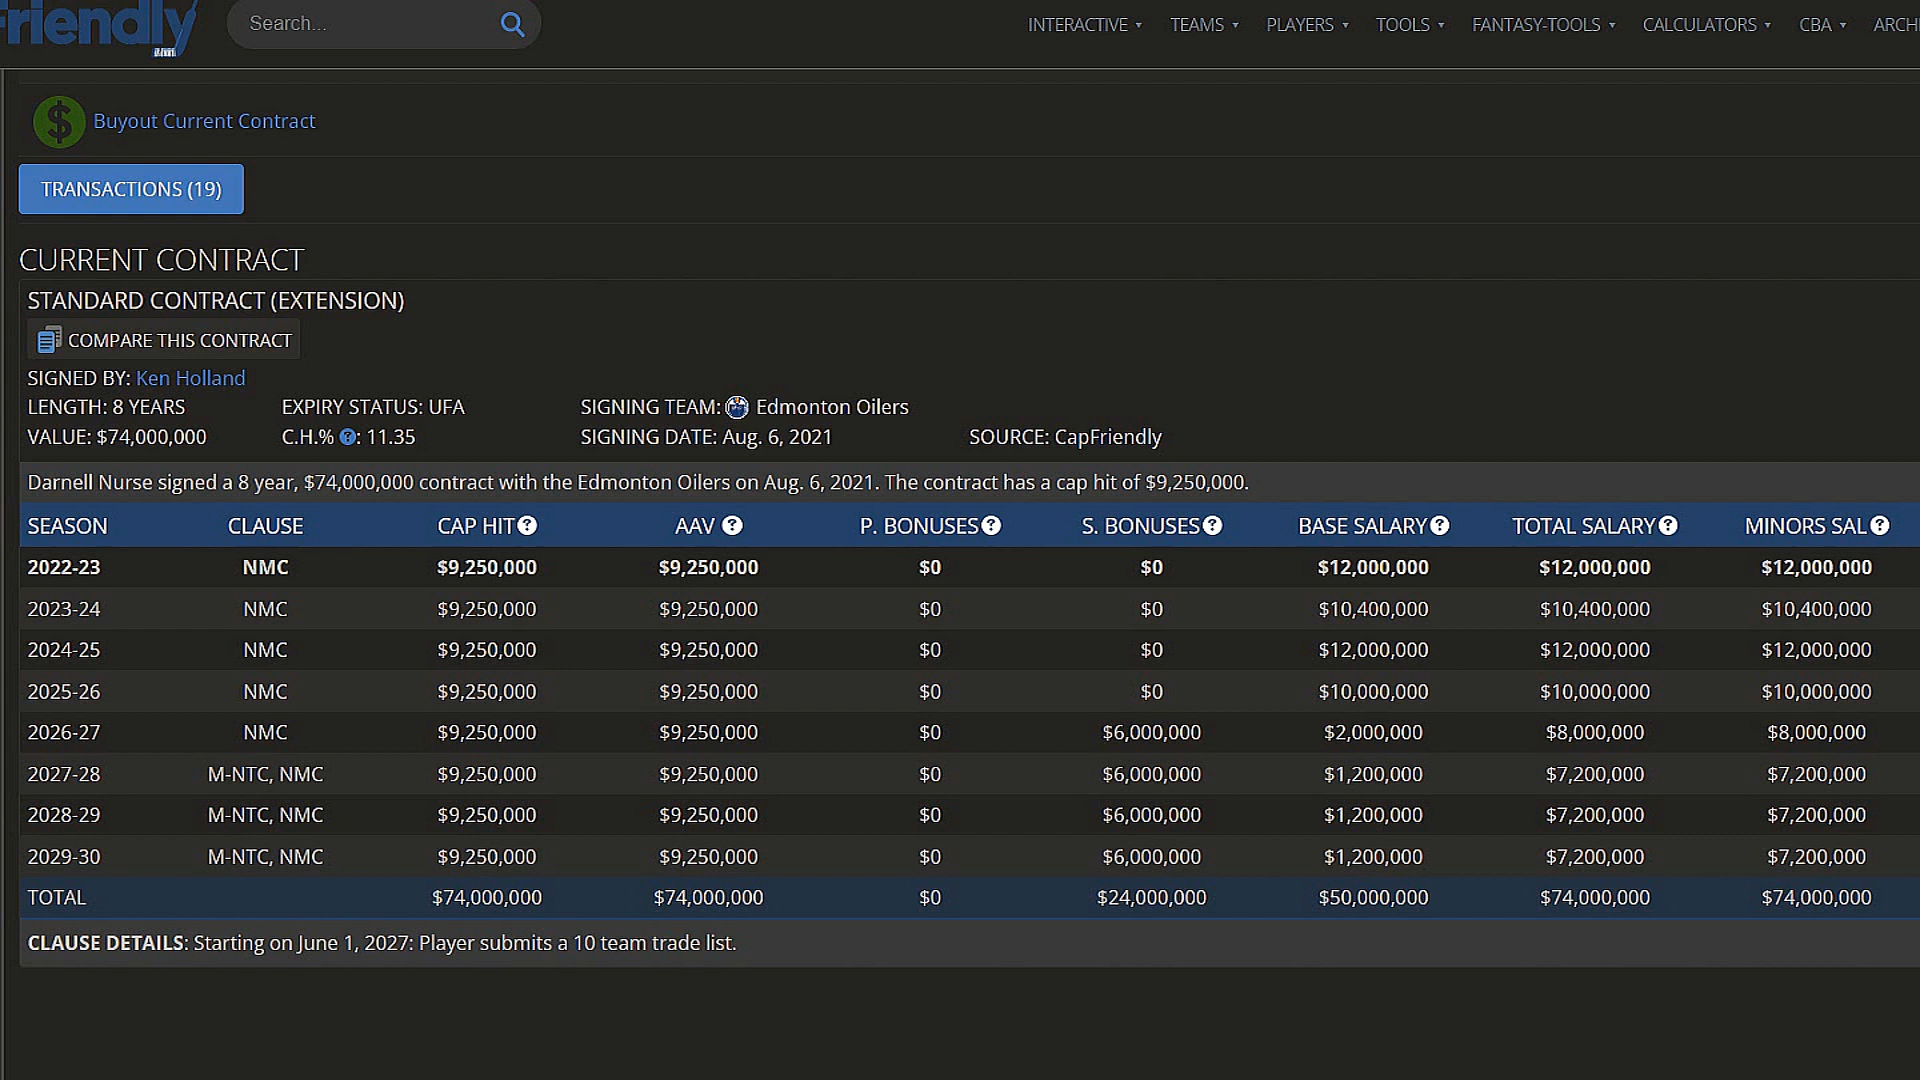 Friendly
Search...
INTERACTIVE
TEAMS
PLAYERS
TOOLS
FANTASY-TOOLS
CALCULATORS
CBA
ARCHI
Buyout Current Contract
TRANSACTIONS (19)
CURRENT CONTRACT
STANDARD CONTRACT (EXTENSION)
COMPARE THIS CONTRACT
SIGNED BY: Ken Holland
LENGTH: 8 YEARS EXPIRY STATUS: UFA SIGNING TEAM: Edmonton Oilers
VALUE: $74,000,000 C.H.% ?: 11.35 SIGNING DATE: Aug. 6, 2021 SOURCE: CapFriendly
Darnell Nurse signed a 8 year, $74,000,000 contract with the Edmonton Oilers on Aug. 6, 2021. The contract has a cap hit of $9,250,000.
SEASON CLAUSE CAP HIT? AAV ? P. BONUSES? S. BONUSES? BASE SALARY? TOTAL SALARY? MINORS SAL?
2022-23 NMC $9,250,000 $9,250,000 $0 $0 $12,000,000 $12,000,000 $12,000,000
2023-24 NMC $9,250,000 $9,250,000 $0 $0 $10,400,000 $10,400,000 $10,400,000
2024-25 NMC $9,250,000 $9,250,000 $0 $0 $12,000,000 $12,000,000 $12,000,000
2025-26 NMC $9,250,000 $9,250,000 $0 $0 $10,000,000 $10,000,000 $10,000,000
2026-27 NMC $9,250,000 $9,250,000 $0 $6,000,000 $2,000,000 $8,000,000 $8,000,000
2027-28 M-NTC, NMC $9,250,000 $9,250,000 $0 $6,000,000 $1,200,000 $7,200,000 $7,200,000
2028-29 M-NTC, NMC $9,250,000 $9,250,000 $0 $6,000,000 $1,200,000 $7,200,000 $7,200,000
2029-30 M-NTC, NMC $9,250,000 $9,250,000 $0 $6,000,000 $1,200,000 $7,200,000 $7,200,000
TOTAL $74,000,000 $74,000,000 $0 $24,000,000 $50,000,000 $74,000,000 $74,000,000
CLAUSE DETAILS: Starting on June 1, 2027: Player submits a 10 team trade list.